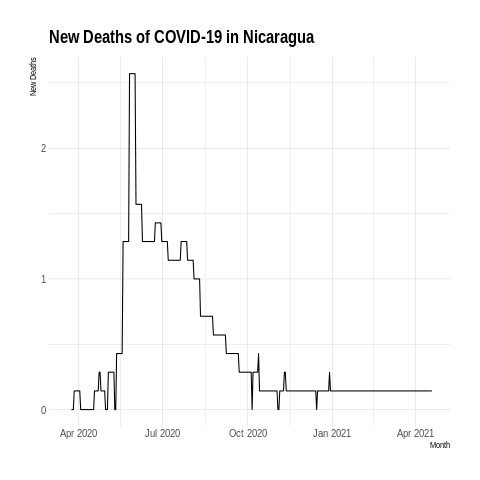 New Deaths of COVID-19 in Nicaragua
New Deaths
2
1
0
Apr 2020 Jul 2020 Oct 2020 Jan 2021 Apr 2021
Month